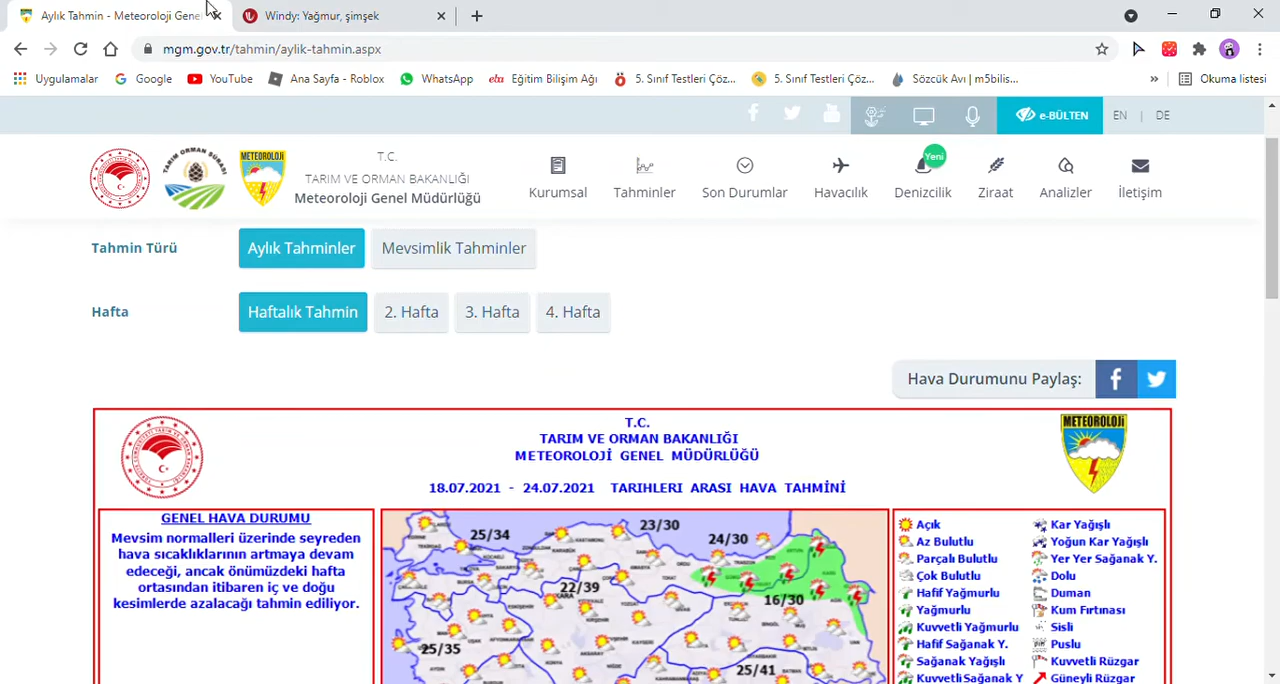 Aylık Tahmin - Meteoroloji Gene
Windy: Yağmur, şimşek
mgm.gov.tr/tahmin/aylik-tahmin.aspx
Uygulamalar
Google
YouTube
Ana Sayfa - Roblox
WhatsApp
eba
Eğitim Bilişim Ağı
5. Sınıf Testleri Çöz...
5. Sınıf Testleri Çöz...
Sözcük Avı | m5bilis...
»
Okuma listesi
e-BÜLTEN
EN | DE
TARIM ORMAN ŞURASI
METEOROLOJİ
T.C.
TARIM VE ORMAN BAKANLIĞI
Meteoroloji Genel Müdürlüğü
Kurumsal
Tahminler
Son Durumlar
Havacılık
Yeni
Denizcilik
Ziraat
Analizler
İletişim
Tahmin Türü
Aylık Tahminler
Mevsimlik Tahminler
Hafta
Haftalık Tahmin
2. Hafta
3. Hafta
4. Hafta
Hava Durumunu Paylaş:
T.C.
TARIM VE ORMAN BAKANLIĞI
METEOROLOJİ GENEL MÜDÜRLÜĞÜ
18.07.2021 - 24.07.2021 TARIHLERI ARASI HAVA TAHMİNİ
METEOROLOJİ
GENEL HAVA DURUMU
Mevsim normalleri üzerinde seyreden
hava sıcaklıklarının artmaya devam
edeceği, ancak önümüzdeki hafta
ortasından itibaren iç ve doğu
kesimlerde azalacağı tahmin ediliyor.
25/34
23/30
24/30
22/39
16/30
25/35
25/41
Açık
Az Bulutlu
Parçalı Bulutlu
Çok Bulutlu
Hafif Yağmurlu
Yağmurlu
Kuvvetli Yağmurlu
Hafif Sağanak Y.
Sağanak Yağışlı
Kuvvetli Sağanak Y
Kar Yağışlı
Yoğun Kar Yağışlı
Yer Yer Sağanak Y.
Dolu
Duman
Kum Fırtınası
Sisli
Puslu
Kuvvetli Rüzgar
Güneyli Rüzgar